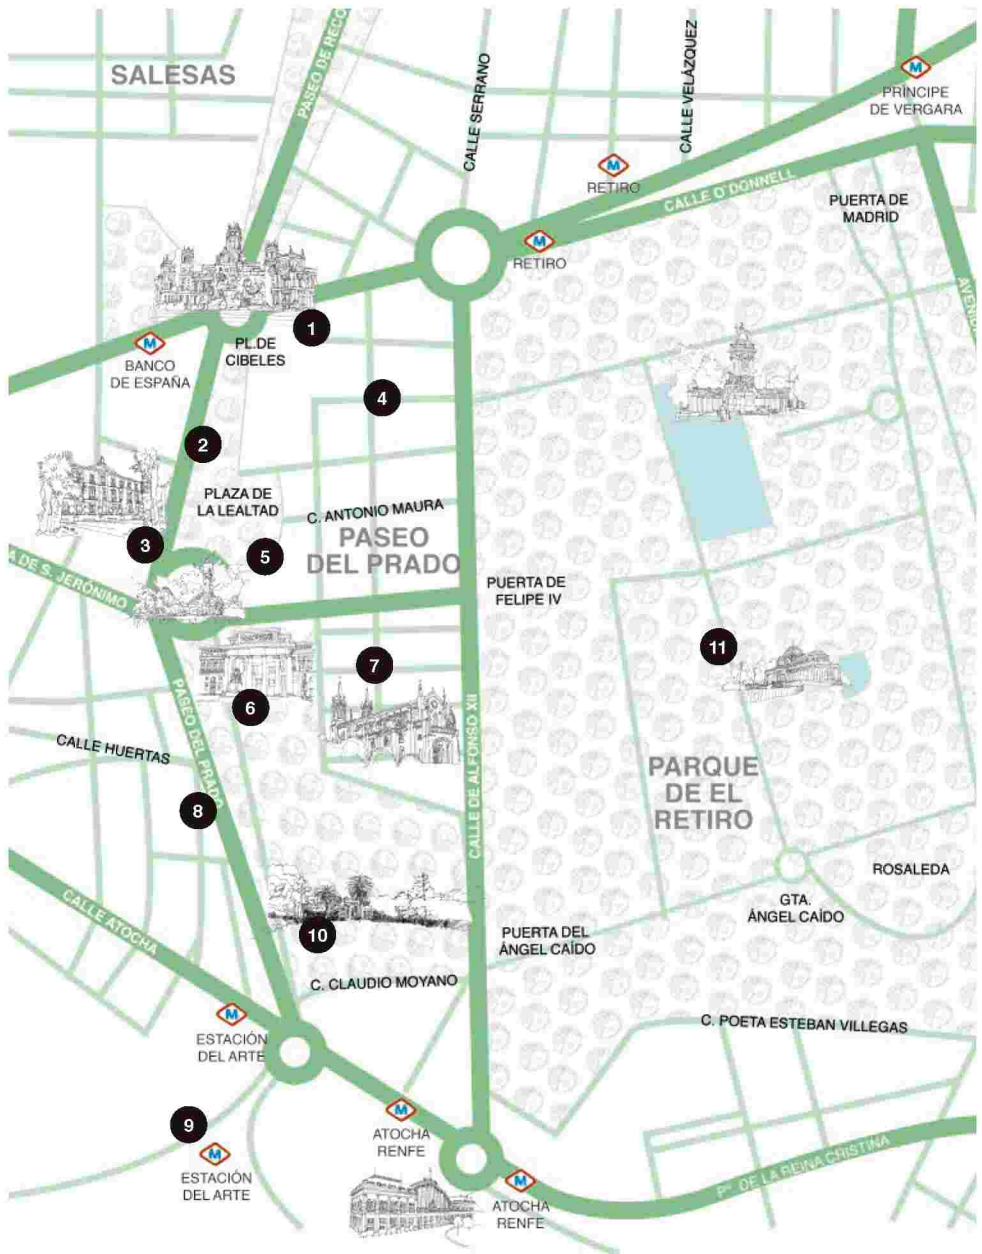 SALESAS
PASEO DE RECO
CALLE SERRANO
CALLE VELÁZQUEZ
M
PRÍNCIPE
DE VERGARA
M
RETIRO
CALLE O'DONNELL
PUERTA DE
MADRID
M
RETIRO
AVENID
1
PL.DE
CIBELES
M
BANCO
DE ESPAÑA
4
2
PLAZA DE
LA LEALTAD
C. ANTONIO MAURA
3
5
PASEO
DEL PRADO
A DE S. JERÓNIMO
PUERTA DE
FELIPE IV
11
7
6
PASEO DEL PRADO
CALLE HUERTAS
CALLE DE ALFONSO XII
PARQUE
DE EL
RETIRO
8
ROSALEDA
GTA.
ÁNGEL CAÍDO
CALLE ATOCHA
10
PUERTA DEL
ÁNGEL CAÍDO
C. CLAUDIO MOYANO
M
ESTACIÓN
DEL ARTE
C. POETA ESTEBAN VILLEGAS
9
M
ESTACIÓN
DEL ARTE
M
ATOCHA
RENFE
M
ATOCHA
RENFE
Pº. DE LA REINA CRISTINA